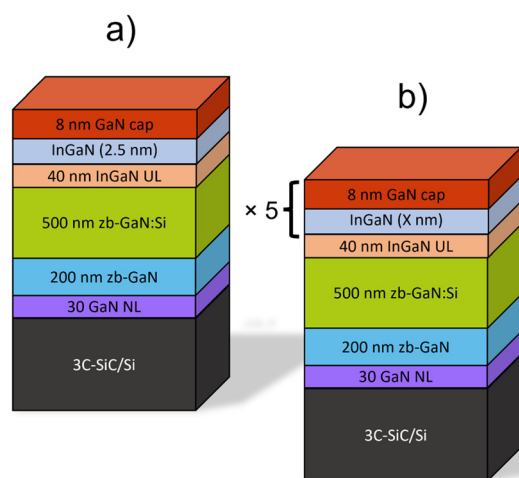 a)
8 nm GaN cap
InGaN (2.5 nm)
40 nm InGaN UL
500 nm zb-GaN:Si
200 nm zb-GaN
30 GaN NL
3C-SiC/Si
b)
× 5
8 nm GaN cap
InGaN (X nm)
40 nm InGaN UL
500 nm zb-GaN:Si
200 nm zb-GaN
30 GaN NL
3C-SiC/Si